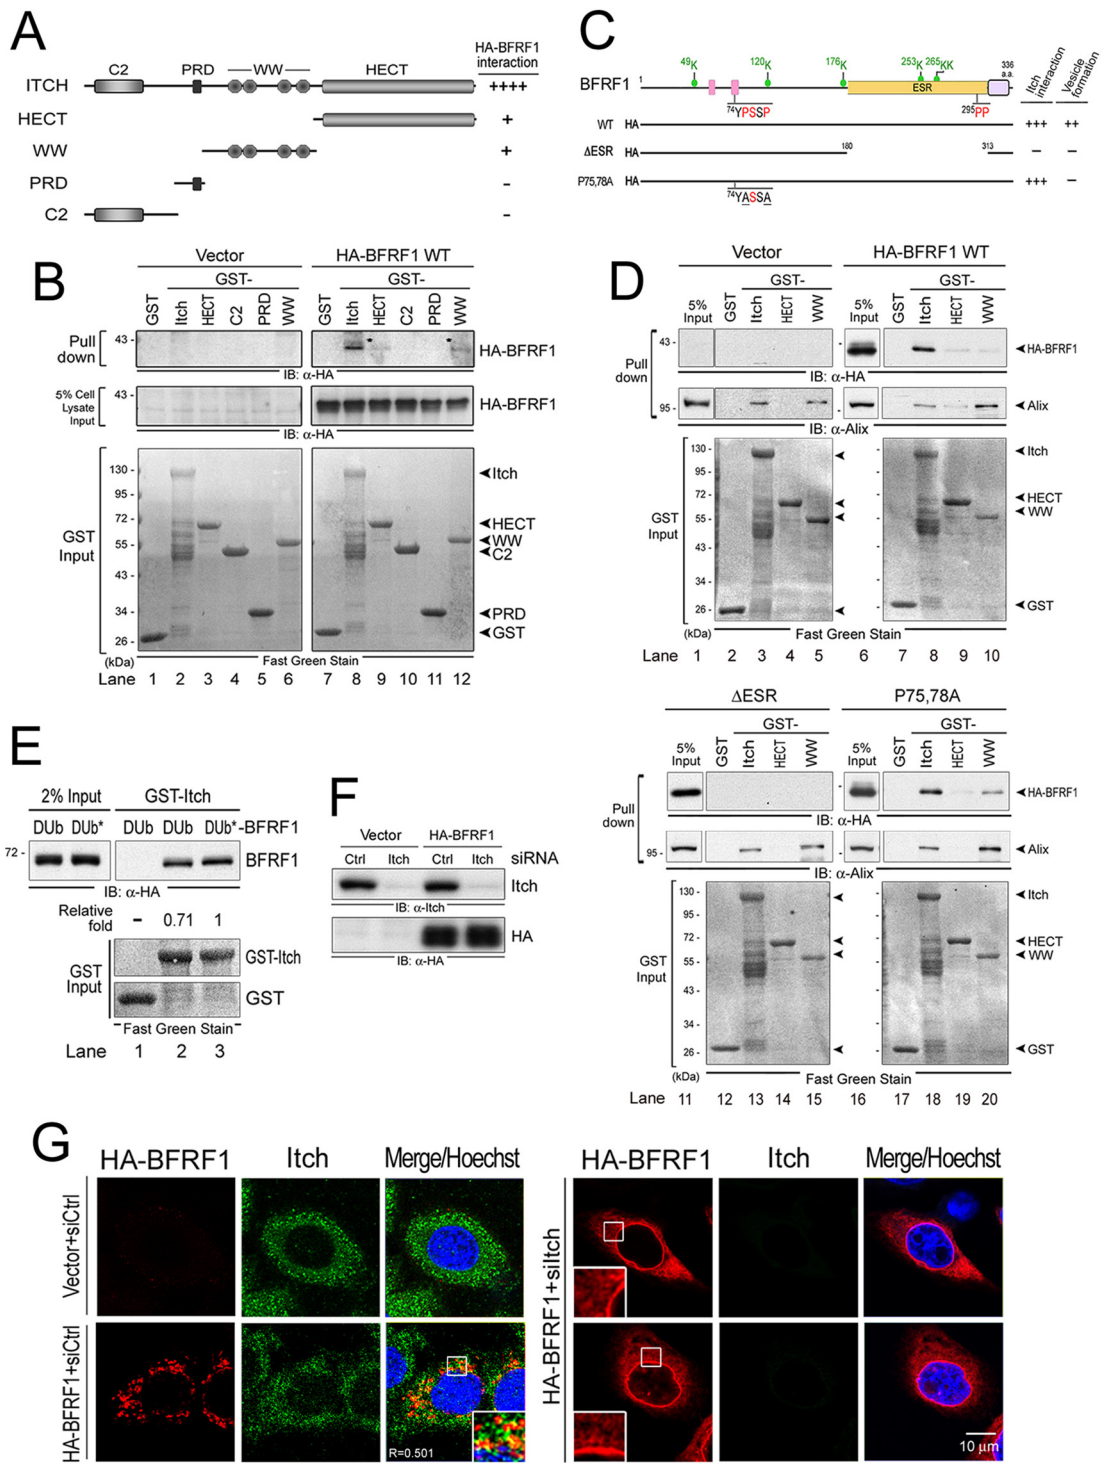 A
HA-BFRF1
interaction
C2 PRD WW HECT
ITCH ++++
HECT +
WW +
PRD –
C2 –
C
BFRF1
1 49K 120K 176K 253K 265KK 336
a.a.
ESR
Itch
interaction
Vesicle
formation
74YPSSP 295PP
WT HA +++ ++
ΔESR HA 180 313 – –
P75,78A HA +++ –
74YASSA
B
Vector HA-BFRF1 WT
GST- GST-
GST Itch HECT C2 PRD WW GST Itch HECT C2 PRD WW
Pull
down
43 -
* *
HA-BFRF1
IB: α-HA
5% Cell
Lysate
Input
43 -
HA-BFRF1
IB: α-HA
GST
Input
130 -
95 -
72 -
55 -
43 -
34 -
26 -
(kDa)
Itch
HECT
WW
C2
PRD
GST
Fast Green Stain
Lane 1 2 3 4 5 6 7 8 9 10 11 12
D
Vector HA-BFRF1 WT
GST- GST-
5%
Input GST Itch HECT WW
5%
Input GST Itch HECT WW
Pull
down
43 -
HA-BFRF1
IB: α-HA
95 -
Alix
IB: α-Alix
GST
Input
130 -
95 -
72 -
55 -
43 -
34 -
26 -
(kDa)
Itch
HECT
WW
GST
Fast Green Stain
Lane 1 2 3 4 5 6 7 8 9 10
ΔESR P75,78A
GST- GST-
5%
Input GST Itch HECT WW
5%
Input GST Itch HECT WW
Pull
down
HA-BFRF1
IB: α-HA
95 -
Alix
IB: α-Alix
GST
Input
130 -
95 -
72 -
55 -
43 -
34 -
26 -
(kDa)
Itch
HECT
WW
GST
Fast Green Stain
Lane 11 12 13 14 15 16 17 18 19 20
E
2% Input GST-Itch
DUb DUb* DUb DUb DUb* -BFRF1
72 -
BFRF1
IB: α-HA
Relative
fold
– 0.71 1
GST
Input
GST-Itch
GST
Fast Green Stain
Lane 1 2 3
F
Vector HA-BFRF1
Ctrl Itch Ctrl Itch siRNA
Itch
IB: α-Itch
HA
IB: α-HA
G
HA-BFRF1 Itch Merge/Hoechst HA-BFRF1 Itch Merge/Hoechst
Vector+siCtrl
HA-BFRF1+siCtrl
HA-BFRF1+siItch
R=0.501
10 µm